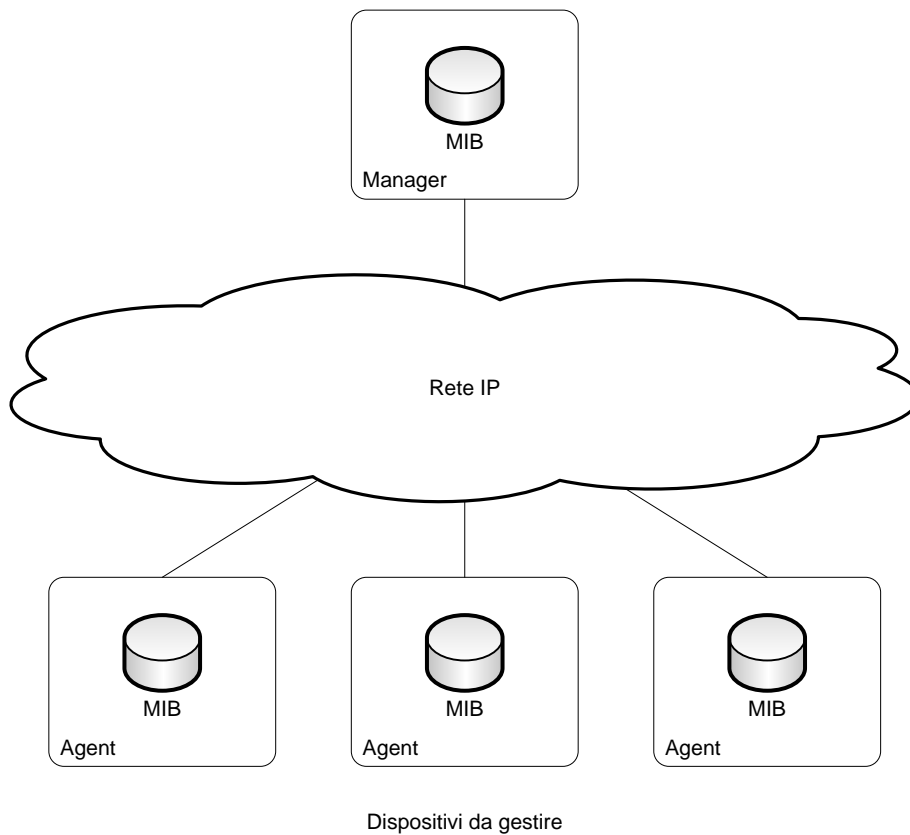 MIB
Manager
Rete IP
MIB
MIB
MIB
Agent
Agent
Agent
Dispositivi da gestire